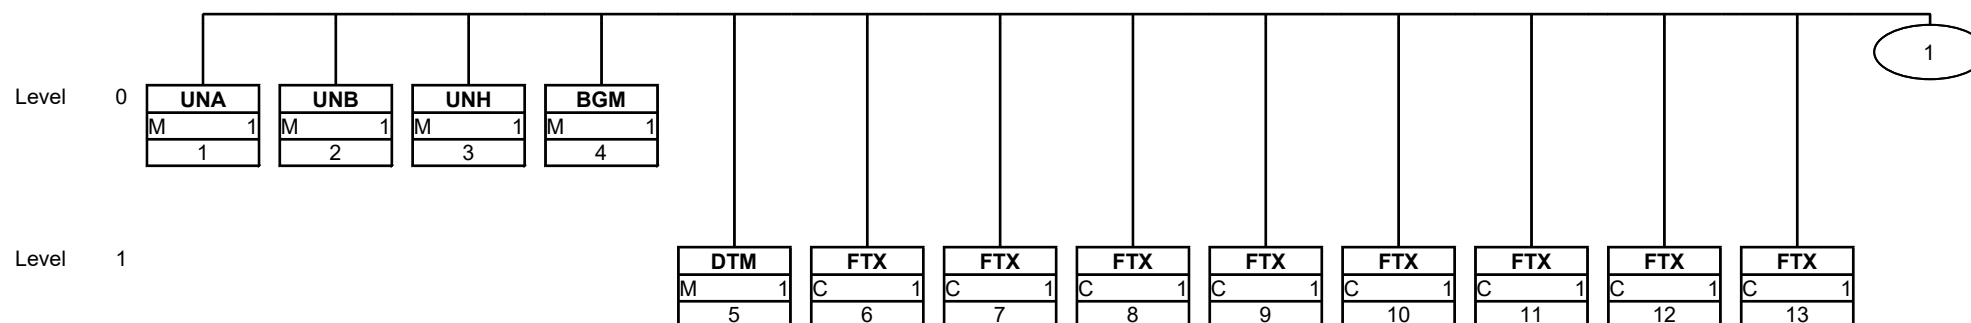 1
Level 0 UNA UNB UNH BGM
M 1 M 1 M 1 M 1
1 2 3 4
Level 1 DTM FTX FTX FTX FTX FTX FTX FTX FTX
M 1 C 1 C 1 C 1 C 1 C 1 C 1 C 1 C 1
5 6 7 8 9 10 11 12 13